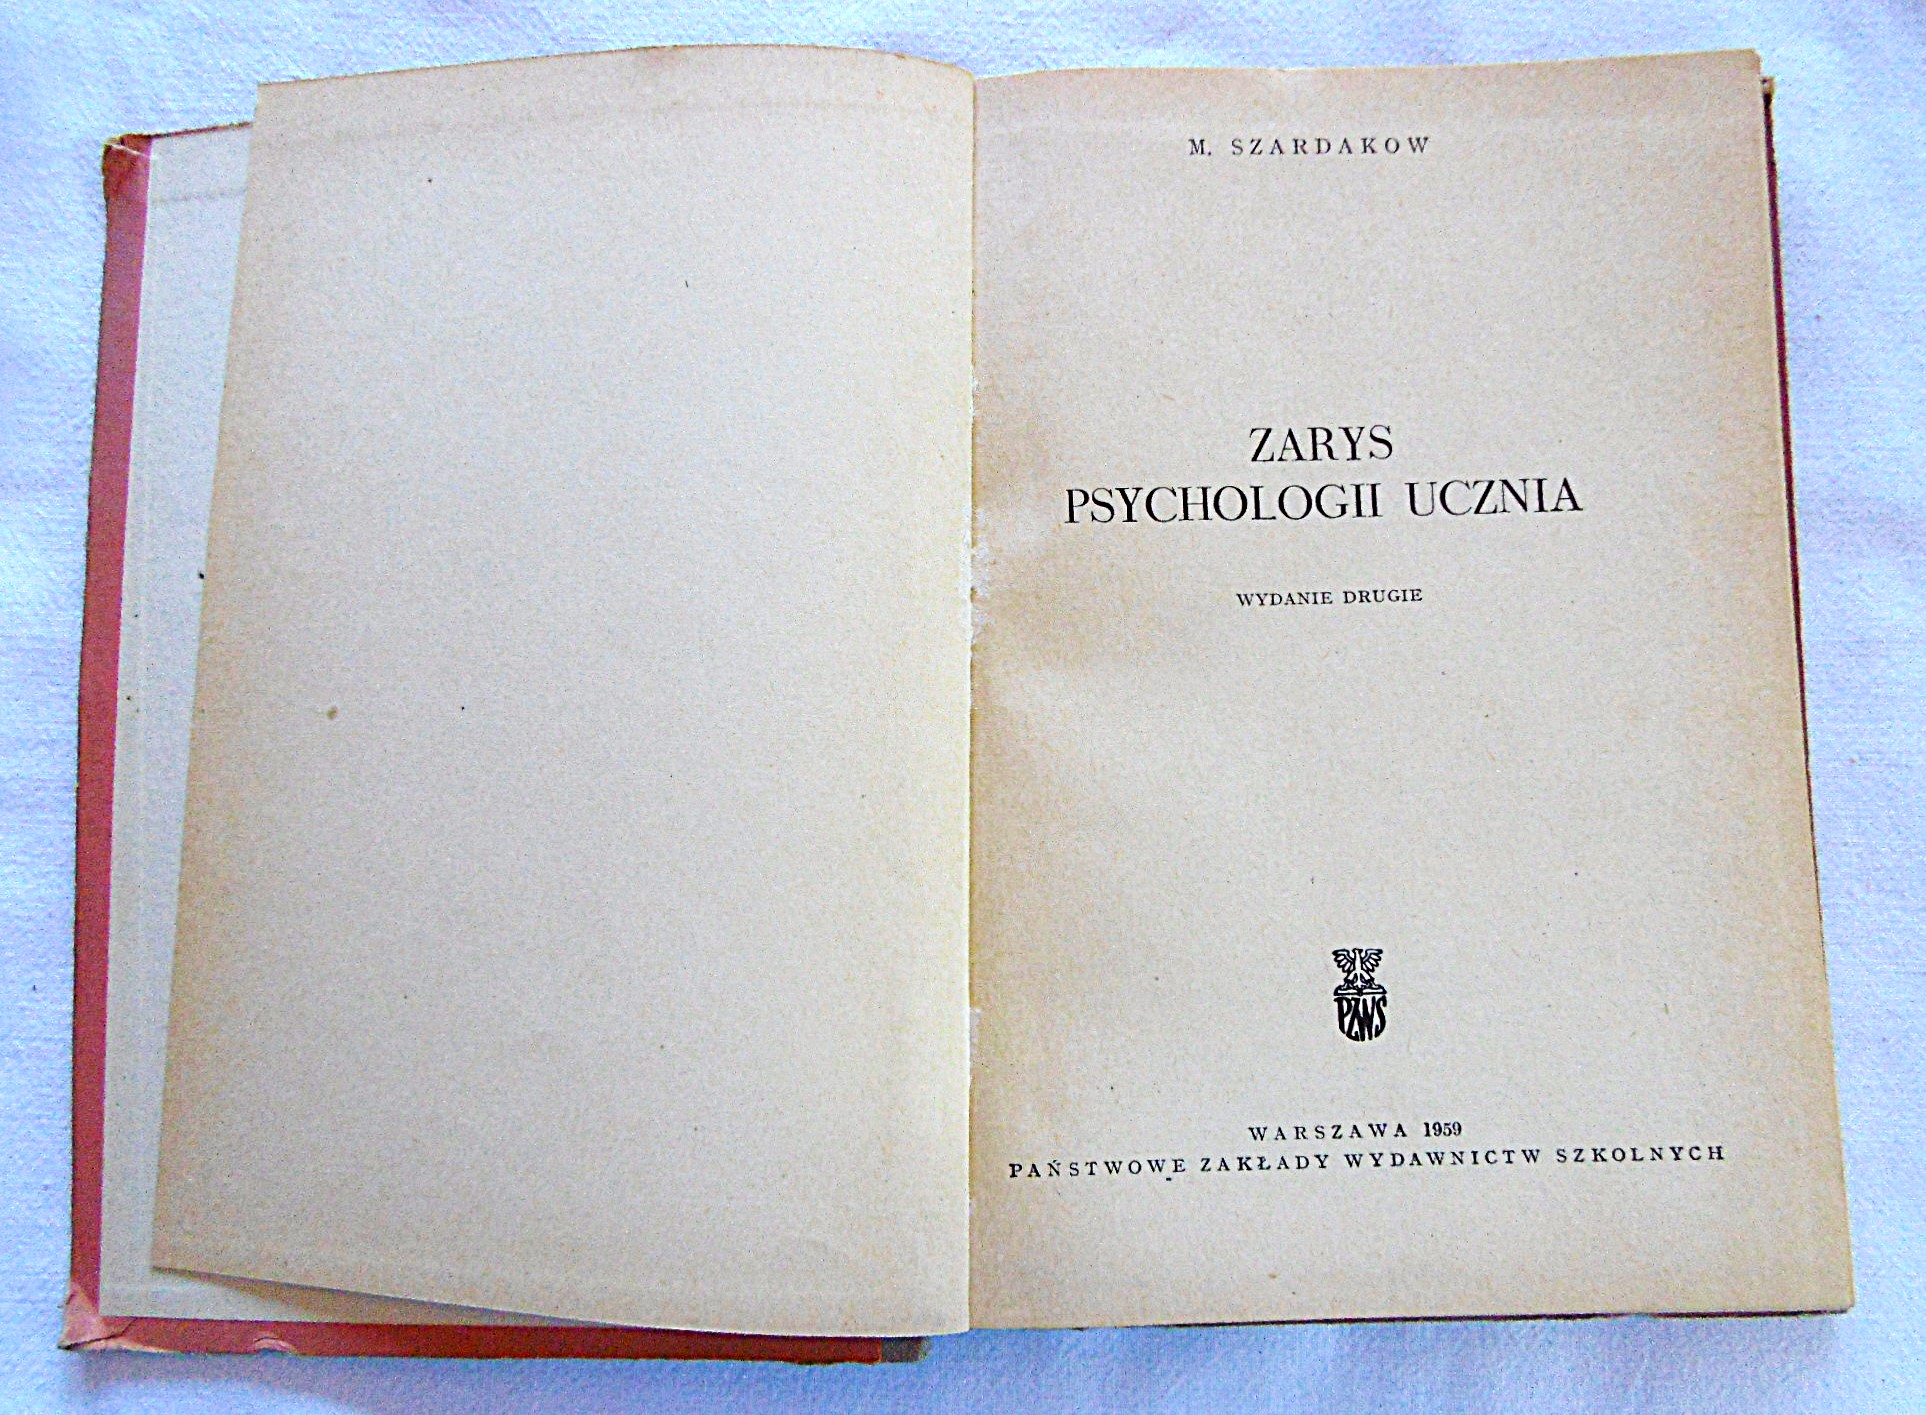 M. SZARDAKOW
ZARYS
PSYCHOLOGII UCZNIA
WYDANIE DRUGIE
PZWS
WARSZAWA 1959
PAŃSTWOWE ZAKŁADY WYDAWNICTW SZKOLNYCH